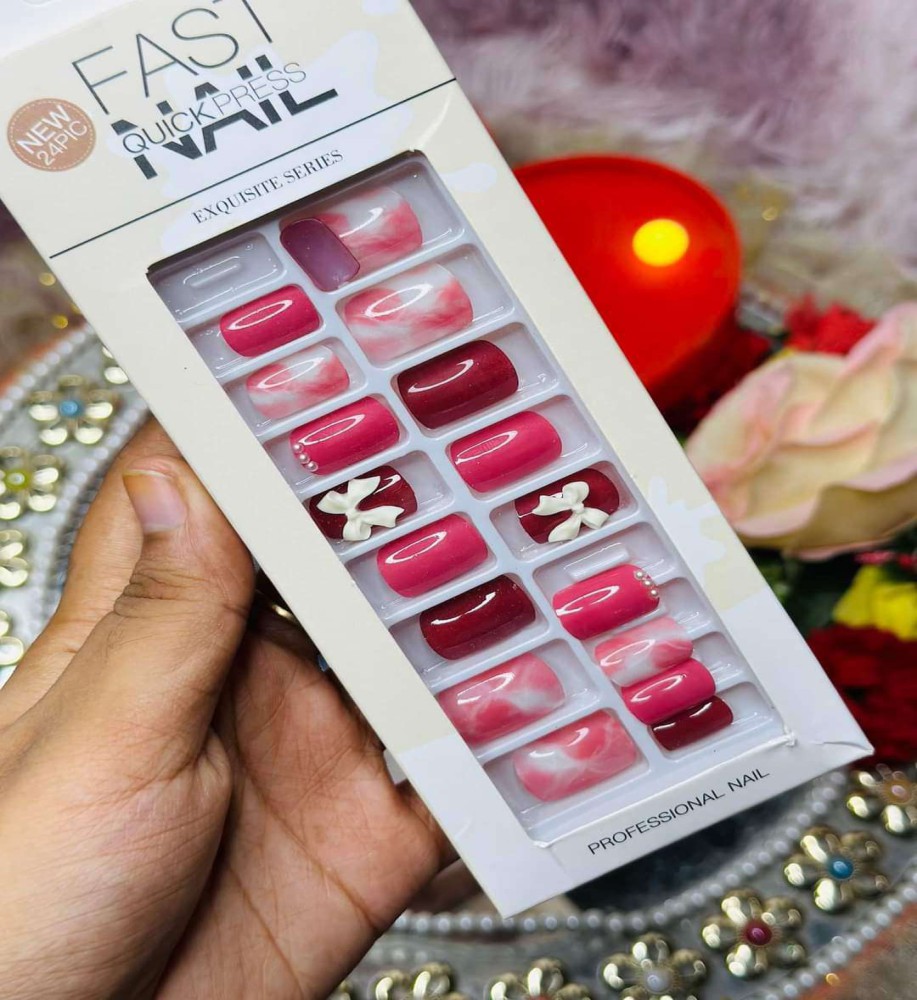 FAST
NAIL
QUICKPRESS
NEW
24PIC
EXQUISITE SERIES
PROFESSIONAL NAIL